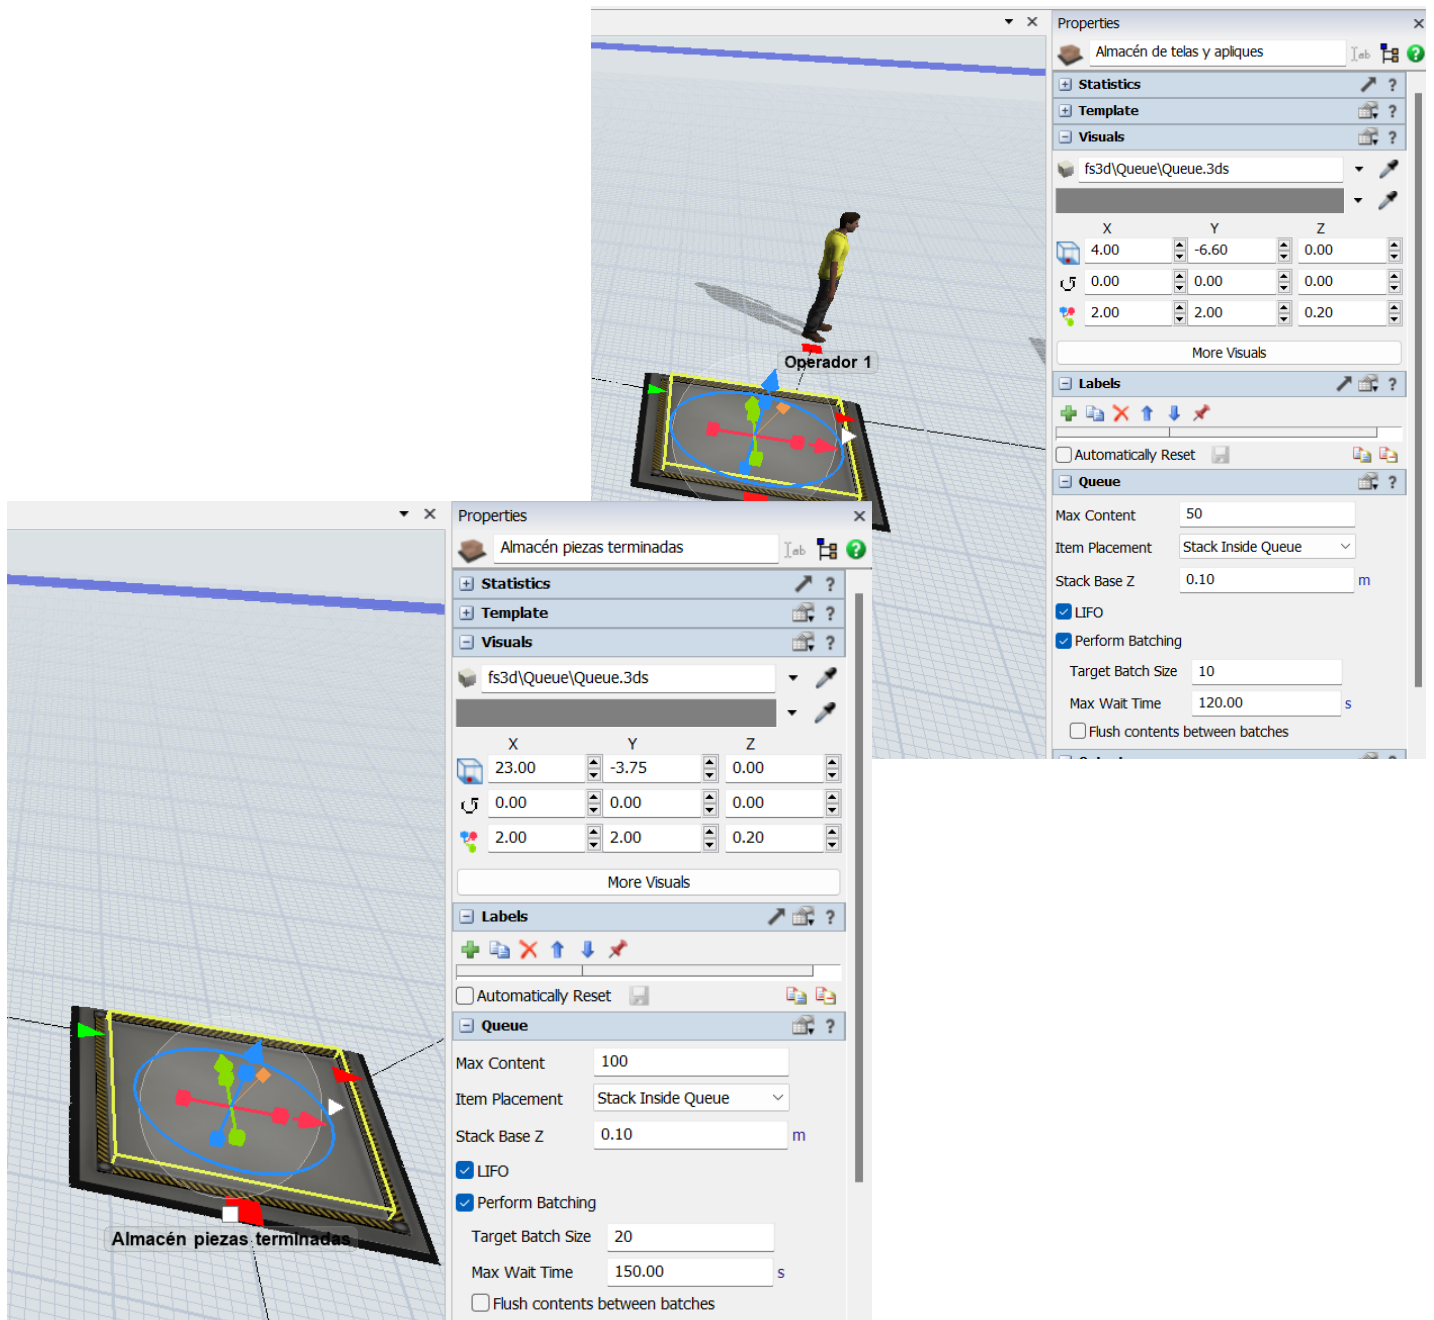 Properties
Almacén de telas y apliques
Statistics
Template
Visuals
fs3d\Queue\Queue.3ds
X Y Z
4.00 -6.60 0.00
0.00 0.00 0.00
2.00 2.00 0.20
More Visuals
Labels
Automatically Reset
Queue
Max Content 50
Item Placement Stack Inside Queue
Stack Base Z 0.10 m
LIFO
Perform Batching
Target Batch Size 10
Max Wait Time 120.00 s
Flush contents between batches
Operador 1
Properties
Almacén piezas terminadas
Statistics
Template
Visuals
fs3d\Queue\Queue.3ds
X Y Z
23.00 -3.75 0.00
0.00 0.00 0.00
2.00 2.00 0.20
More Visuals
Labels
Automatically Reset
Queue
Max Content 100
Item Placement Stack Inside Queue
Stack Base Z 0.10 m
LIFO
Perform Batching
Target Batch Size 20
Max Wait Time 150.00 s
Flush contents between batches
Almacén piezas terminadas